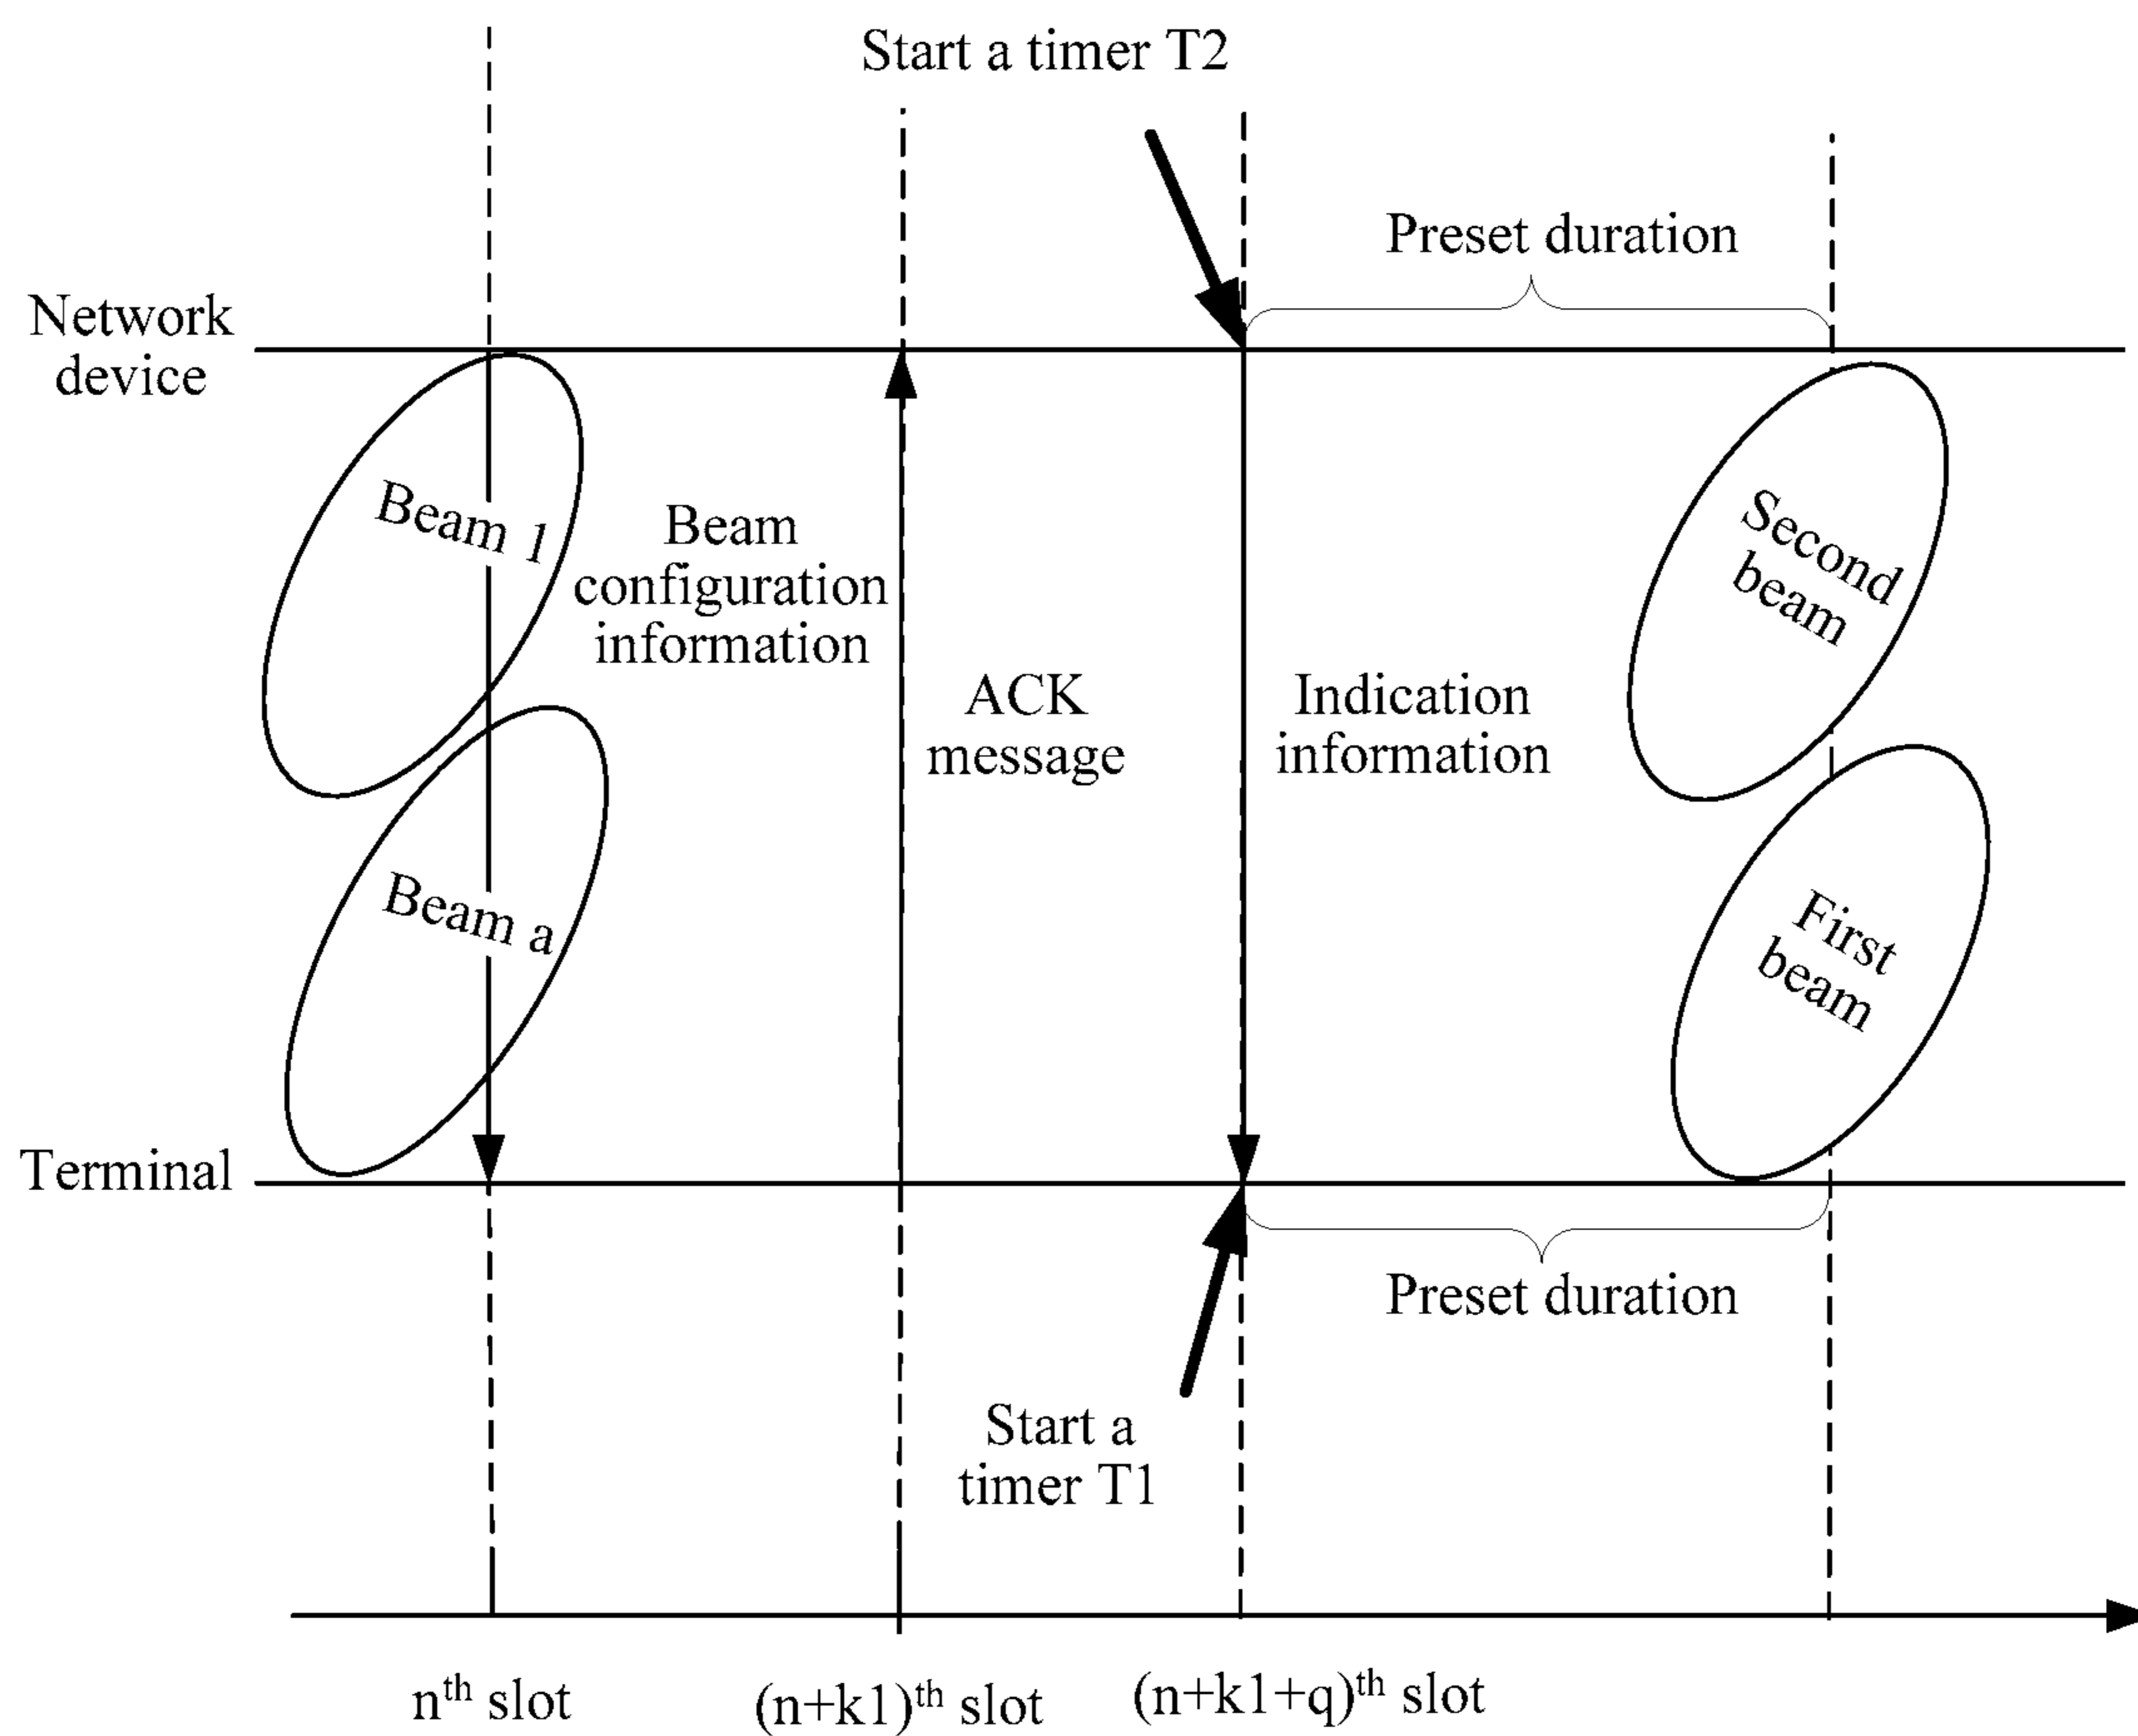 Start a timer T2
Preset duration
Network
device
Beam 1
Beam
configuration
information
Second
beam
ACK
message
Indication
information
Beam a
First
beam
Terminal
Preset duration
Start a
timer T1
nth slot
(n+k1)th slot
(n+k1+q)th slot